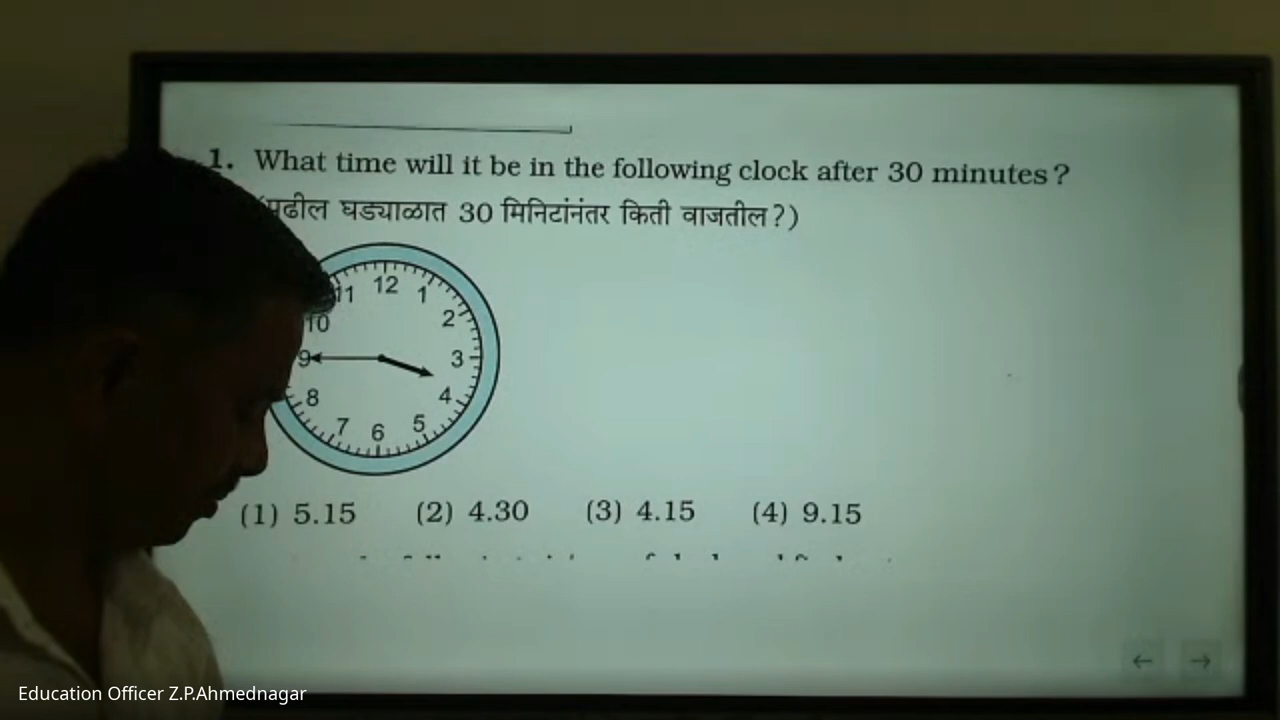 1. What time will it be in the following clock after 30 minutes?
(पुढील घड्याळात 30 मिनिटांनंतर किती वाजतील?)
12
11 1
10 2
9 3
8 4
7 5
6
(1) 5.15 (2) 4.30 (3) 4.15 (4) 9.15
Education Officer Z.P.Ahmednagar